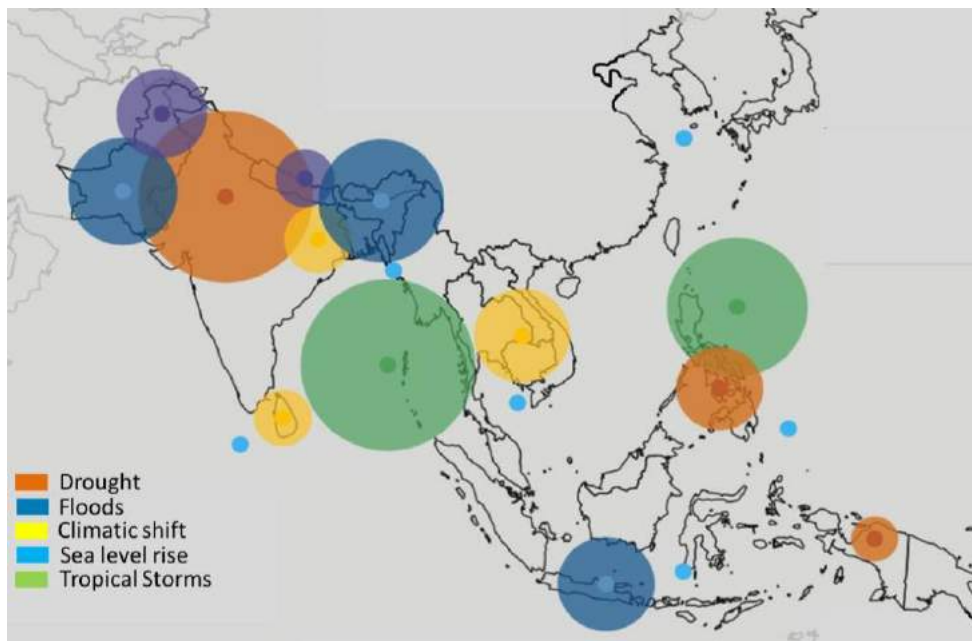 Drought
Floods
Climatic shift
Sea level rise
Tropical Storms